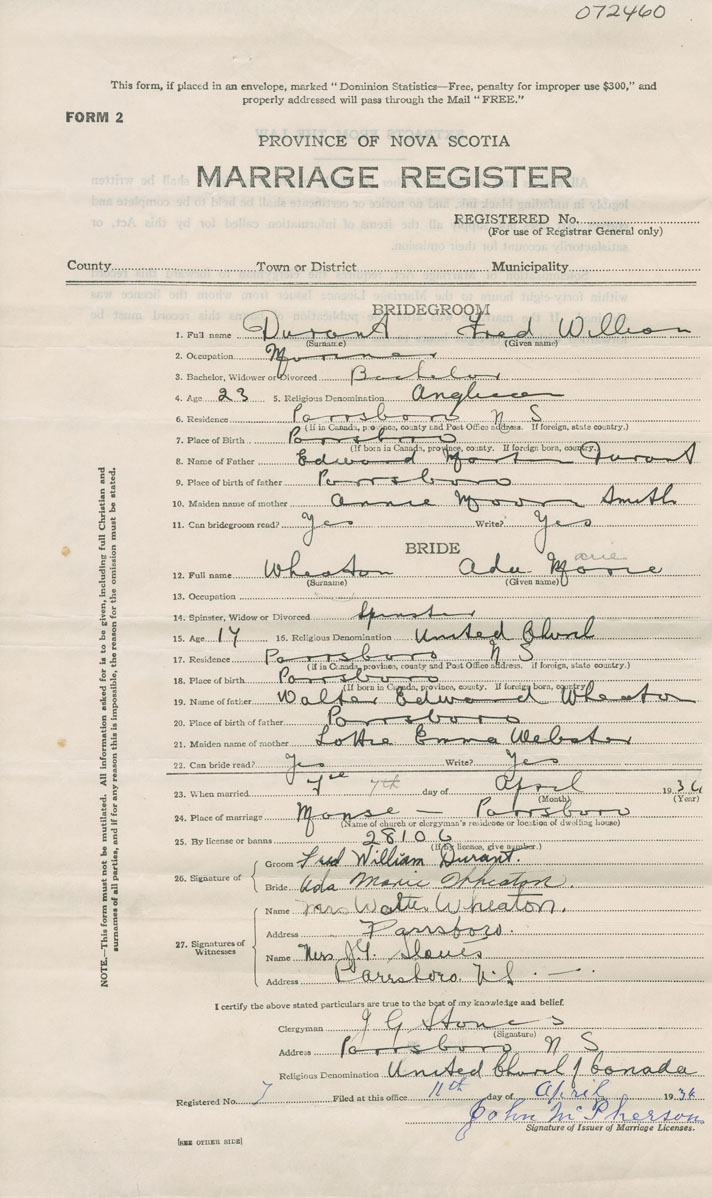 072460
This form, if placed in an envelope, marked "Dominion Statistics—Free, penalty for improper use $300," and
properly addressed will pass through the Mail "FREE."
FORM 2
PROVINCE OF NOVA SCOTIA
MARRIAGE REGISTER
REGISTERED No.
(For use of Registrar General only)
County Town or District Municipality
BRIDEGROOM
1. Full name Durant Fred William
(Surname) (Given name)
2. Occupation
3. Bachelor, Widower or Divorced Bachelor
4. Age 23 5. Religious Denomination Anglican
6. Residence Parrsboro N S
(If in Canada, province, county and Post Office address. If foreign, state country.)
7. Place of Birth Parrsboro
(If born in Canada, province, county. If foreign born, country.)
8. Name of Father Edward Durant
9. Place of birth of father Parrsboro
10. Maiden name of mother Annie Smith
11. Can bridegroom read? Yes Write? Yes
BRIDE
12. Full name Wheaton Ada Marie
(Surname) (Given name)
13. Occupation
14. Spinster, Widow or Divorced Spinster
15. Age 17 16. Religious Denomination United Church
17. Residence Parrsboro N S
(If in Canada, province, county and Post Office address. If foreign, state country.)
18. Place of Birth Parrsboro
(If born in Canada, province, county. If foreign born, country)
19. Name of father Walter Edward Wheaton
20. Place of birth of father Parrsboro
21. Maiden name of mother Lottie Emma Webster
22. Can bride read? Yes Write? Yes
23. When married 7th day of April 1936
(Month) (Year)
24. Place of marriage Manse — Parrsboro
(Name of church or clergyman's residence or location of dwelling house)
25. By license or banns 28106
(If by licence, give number.)
26. Signature of Groom Fred William Durant.
Bride Ada Marie Wheaton.
27. Signatures of Witnesses Name Mrs Walter Wheaton.
Address Parrsboro.
Name Mrs J.G. Stones
Address Parrsboro. N.S. —
I certify the above stated particulars are true to the best of my knowledge and belief.
Clergyman J G Stones
(Signature)
Address Parrsboro N S
Religious Denomination United Church of Canada
Registered No. 7 Filed at this office 11th day of April 1936
John McPherson
Signature of Issuer of Marriage Licenses.
[SEE OTHER SIDE]
NOTE.—This form must not be mutilated. All information asked for is to be given, including full Christian and
surnames of all parties, and if for any reason this is impossible, the reason for the omission must be stated.